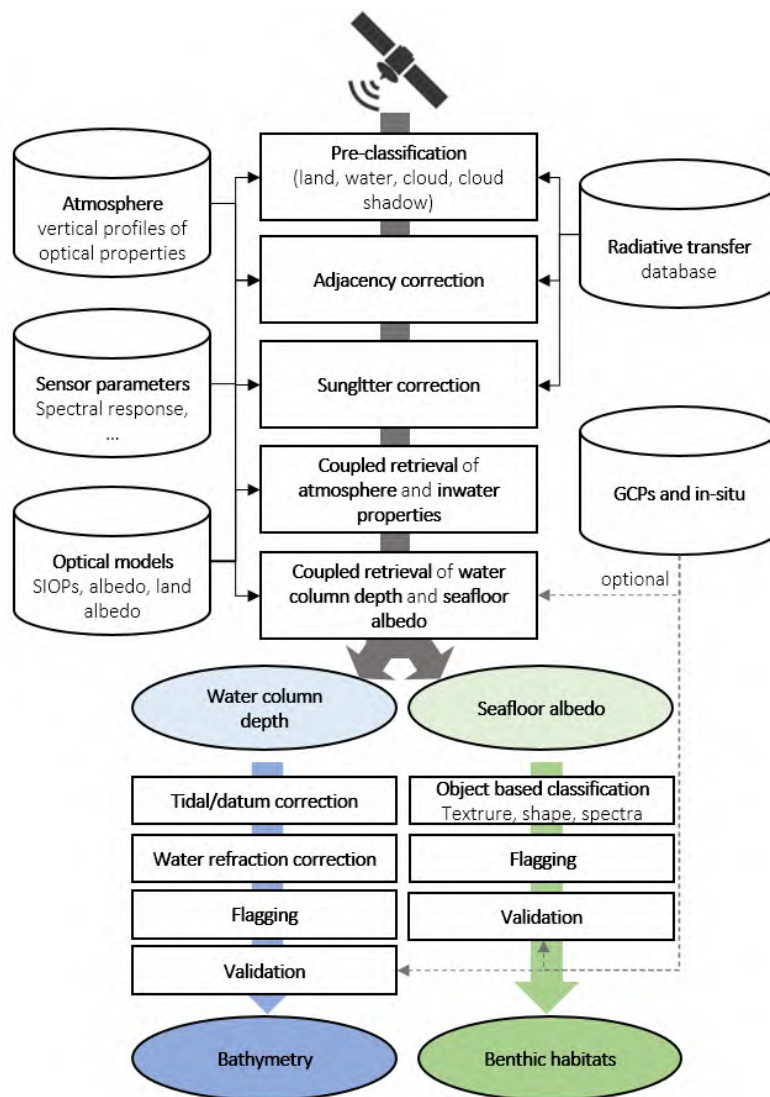 Pre-classification
(land, water, cloud, cloud
shadow)
Atmosphere
vertical profiles of
optical properties
Radiative transfer
database
Adjacency correction
Sungltter correction
Sensor parameters
Spectral response,
...
GCPs and in-situ
Coupled retrieval of
atmosphere and inwater
properties
Optical models
SIOPs, albedo, land
albedo
Coupled retrieval of water
column depth and seafloor
albedo
optional
Water column
depth
Seafloor albedo
Tidal/datum correction
Water refraction correction
Flagging
Validation
Object based classification
Textrure, shape, spectra
Flagging
Validation
Bathymetry
Benthic habitats